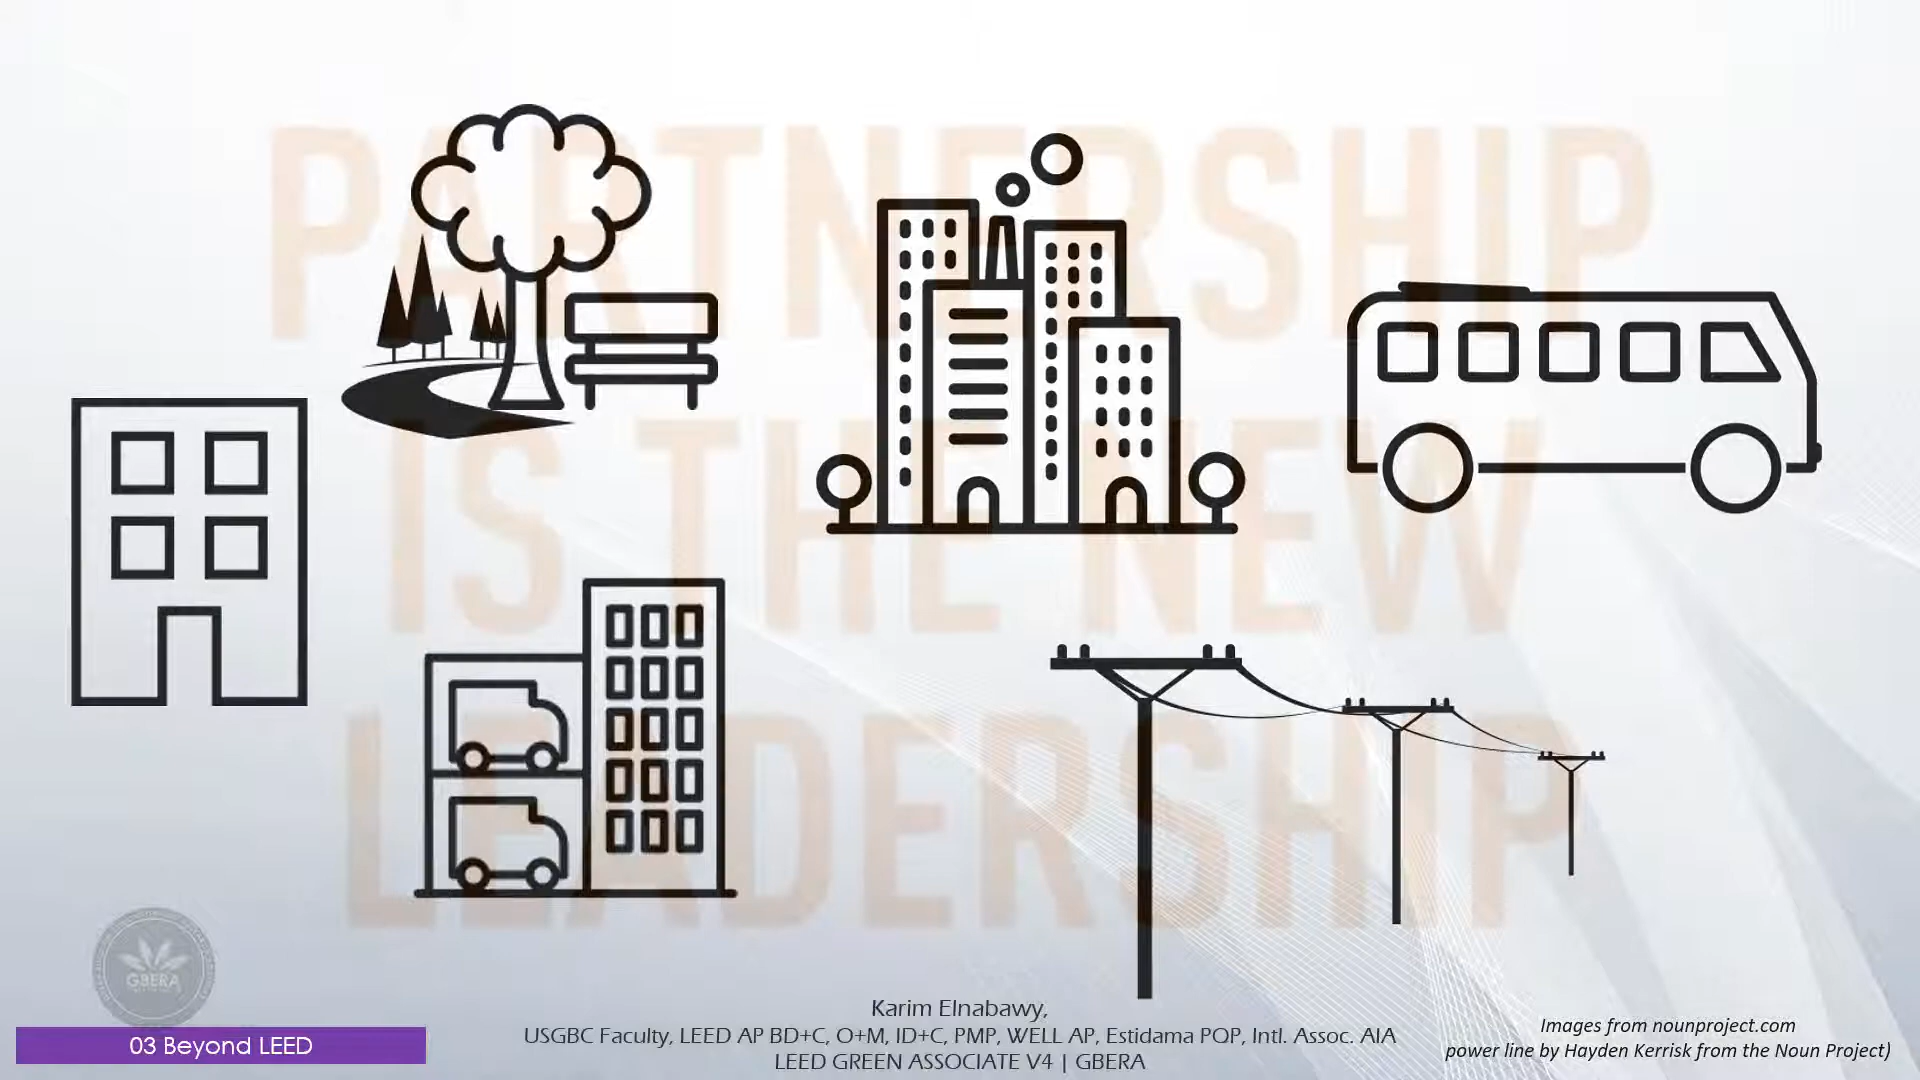 PARTNERSHIP
IS THE NEW
LEADERSHIP
GBERA
03 Beyond LEED
Karim Elnabawy,
USGBC Faculty, LEED AP BD+C, O+M, ID+C, PMP, WELL AP, Estidama PQP, Intl. Assoc. AIA
LEED GREEN ASSOCIATE V4 | GBERA
Images from nounproject.com
power line by Hayden Kerrisk from the Noun Project)